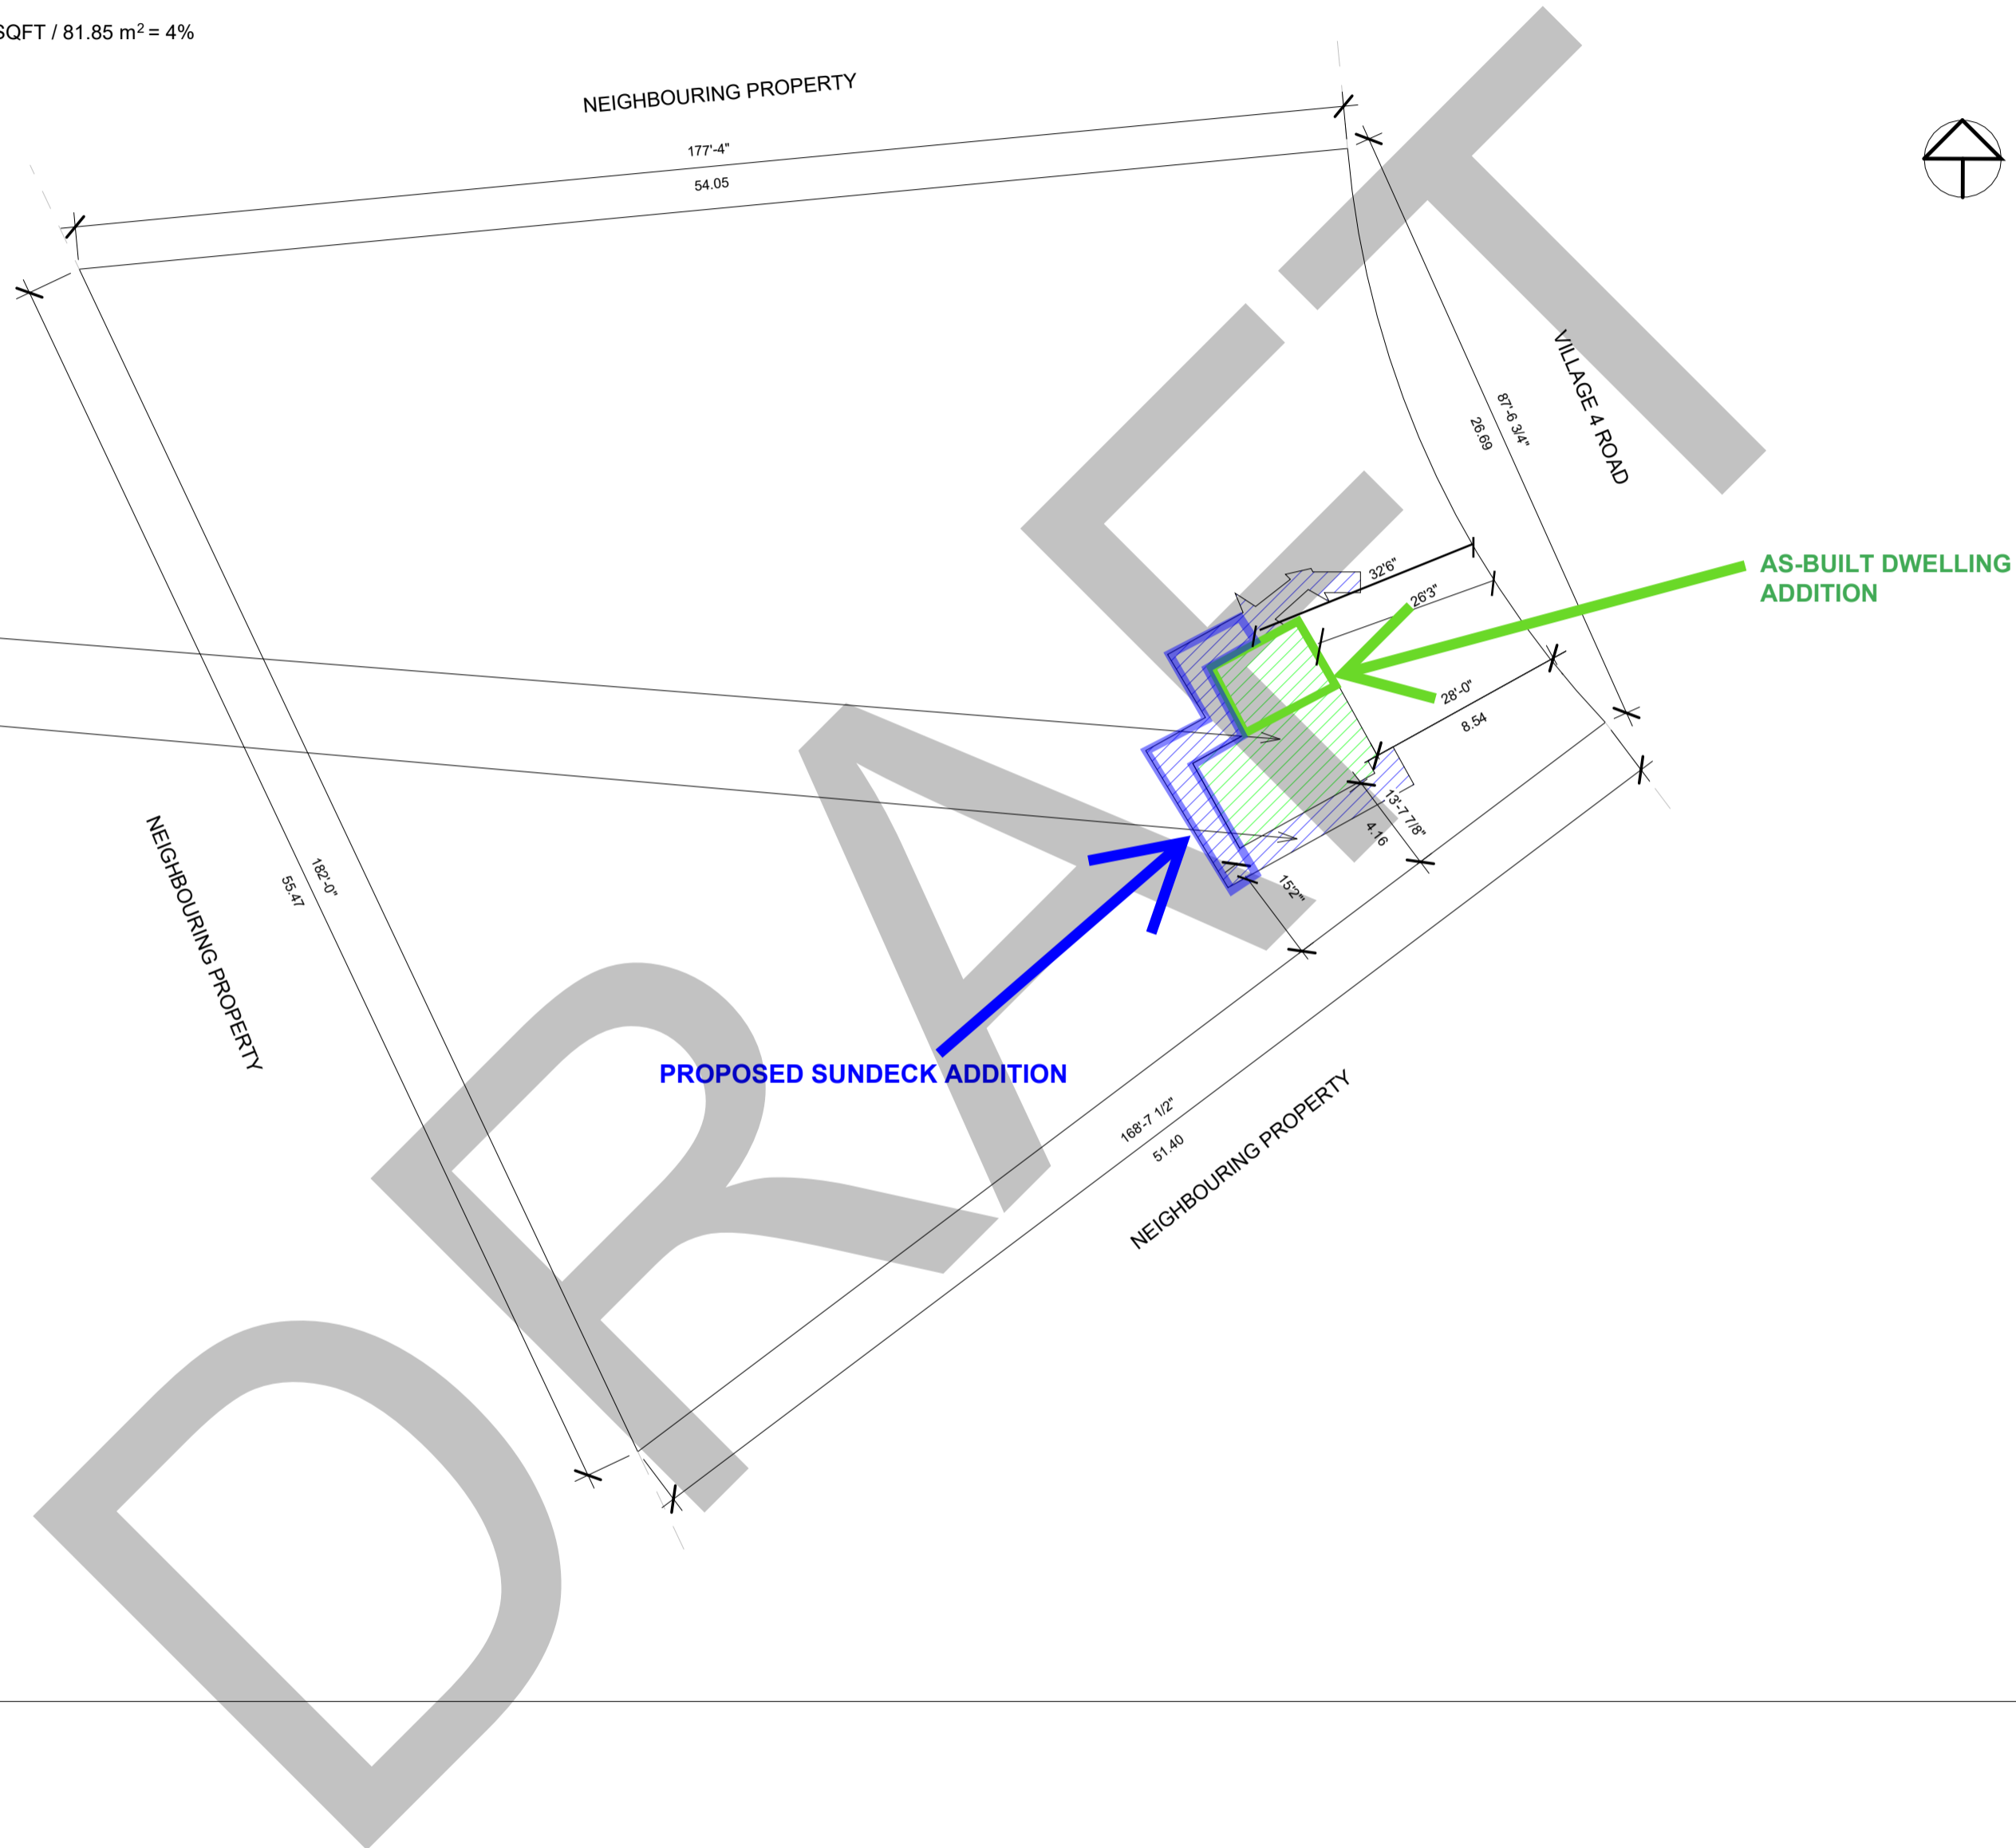 SQFT / 81.85 m² = 4%
NEIGHBOURING PROPERTY
177'-4"
54.05
VILLAGE 4 ROAD
87'-6 3/4"
26.69
32'6"
26'3"
AS-BUILT DWELLING
ADDITION
28'-0"
8.54
13'-7 7/8"
4.16
15'2"
NEIGHBOURING PROPERTY
182'-0"
55.47
PROPOSED SUNDECK ADDITION
168'-7 1/2"
51.40
NEIGHBOURING PROPERTY
DRAFT